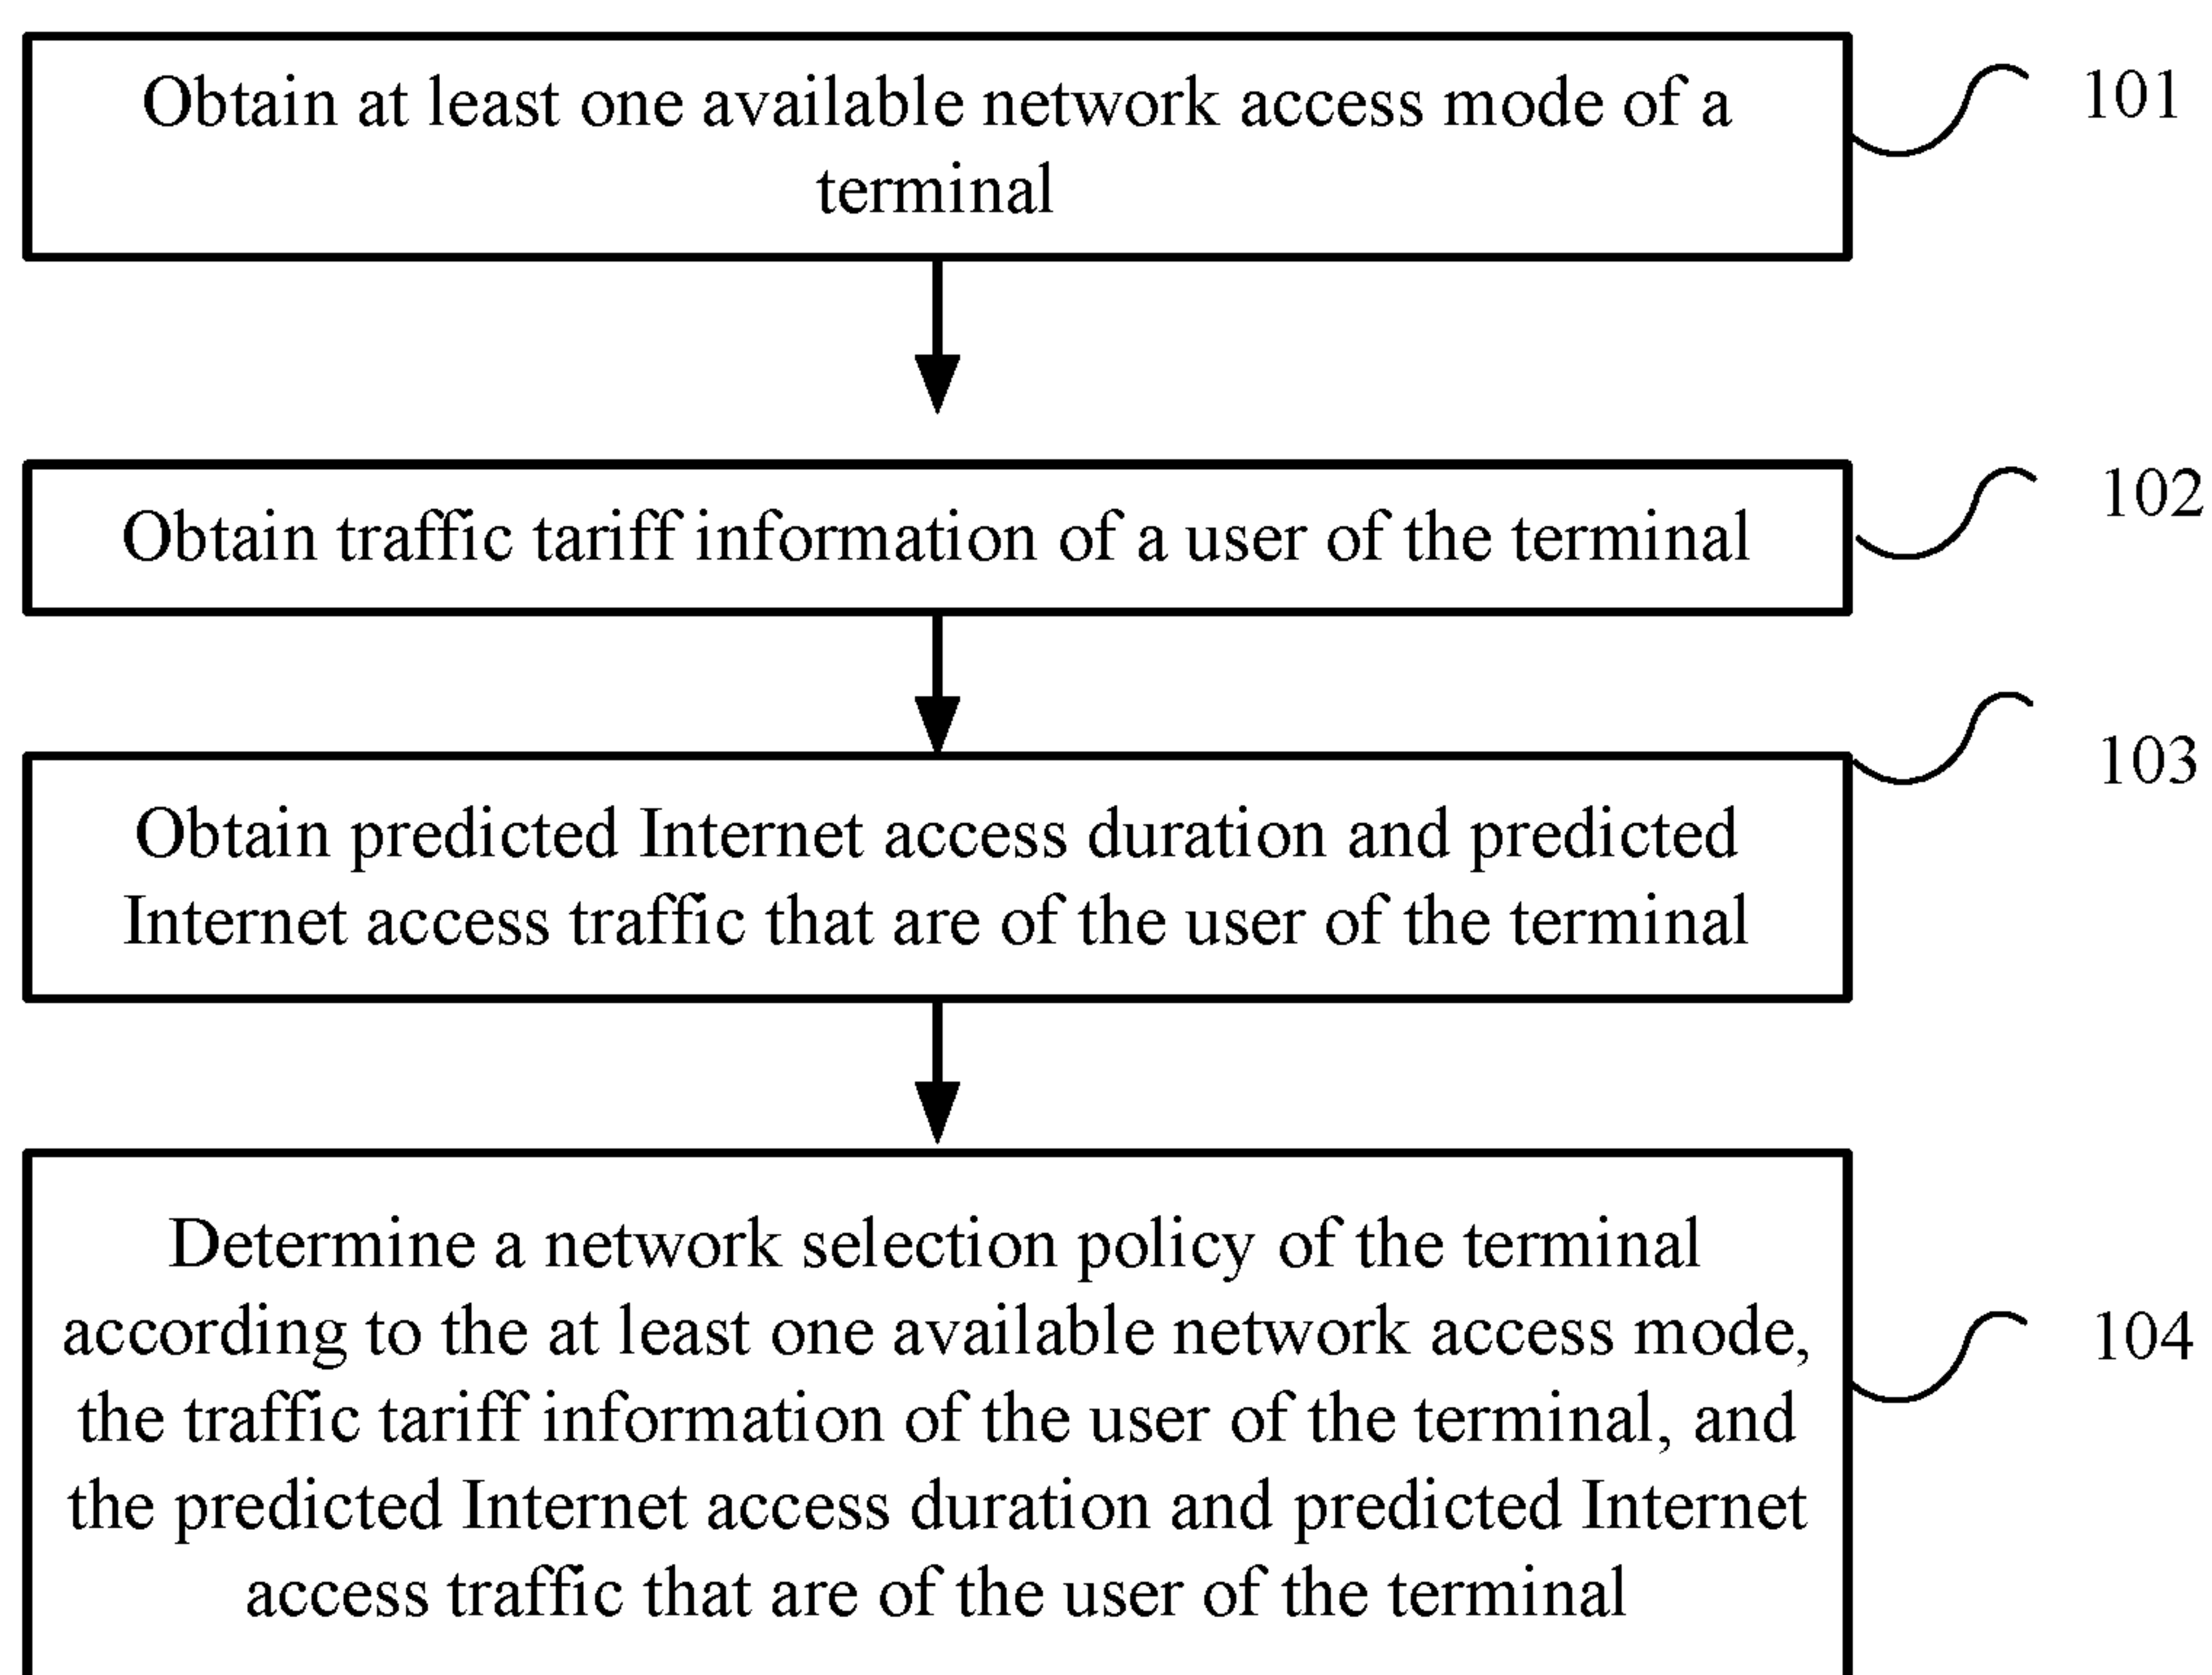 Obtain at least one available network access mode of a
terminal
101
Obtain traffic tariff information of a user of the terminal
102
Obtain predicted Internet access duration and predicted
Internet access traffic that are of the user of the terminal
103
Determine a network selection policy of the terminal
according to the at least one available network access mode,
the traffic tariff information of the user of the terminal, and
the predicted Internet access duration and predicted Internet
access traffic that are of the user of the terminal
104